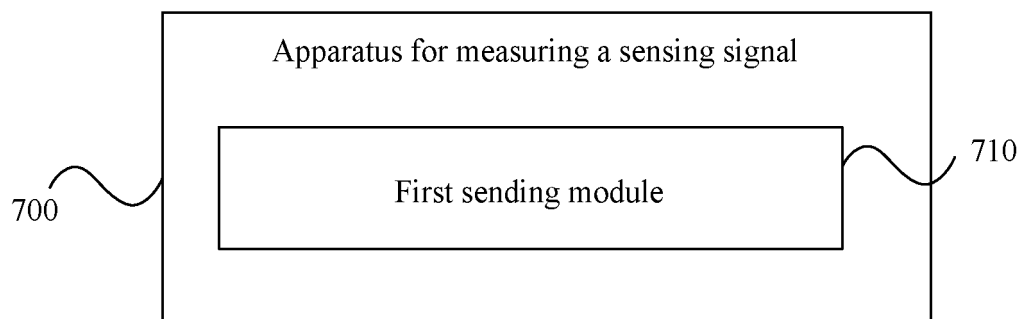 Apparatus for measuring a sensing signal
710
First sending module
700